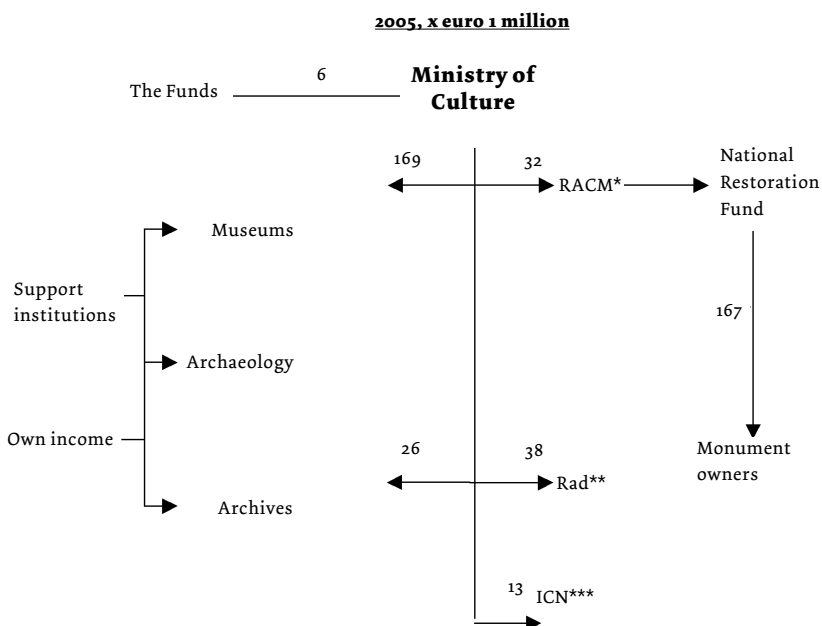 2005, x euro 1 million
6
Ministry of
Culture
The Funds
169
32
National
Restoration
Fund
RACM*
Museums
Support
institutions
167
Archaeology
Own income
26
38
Monument
owners
Rad**
Archives
13
ICN***